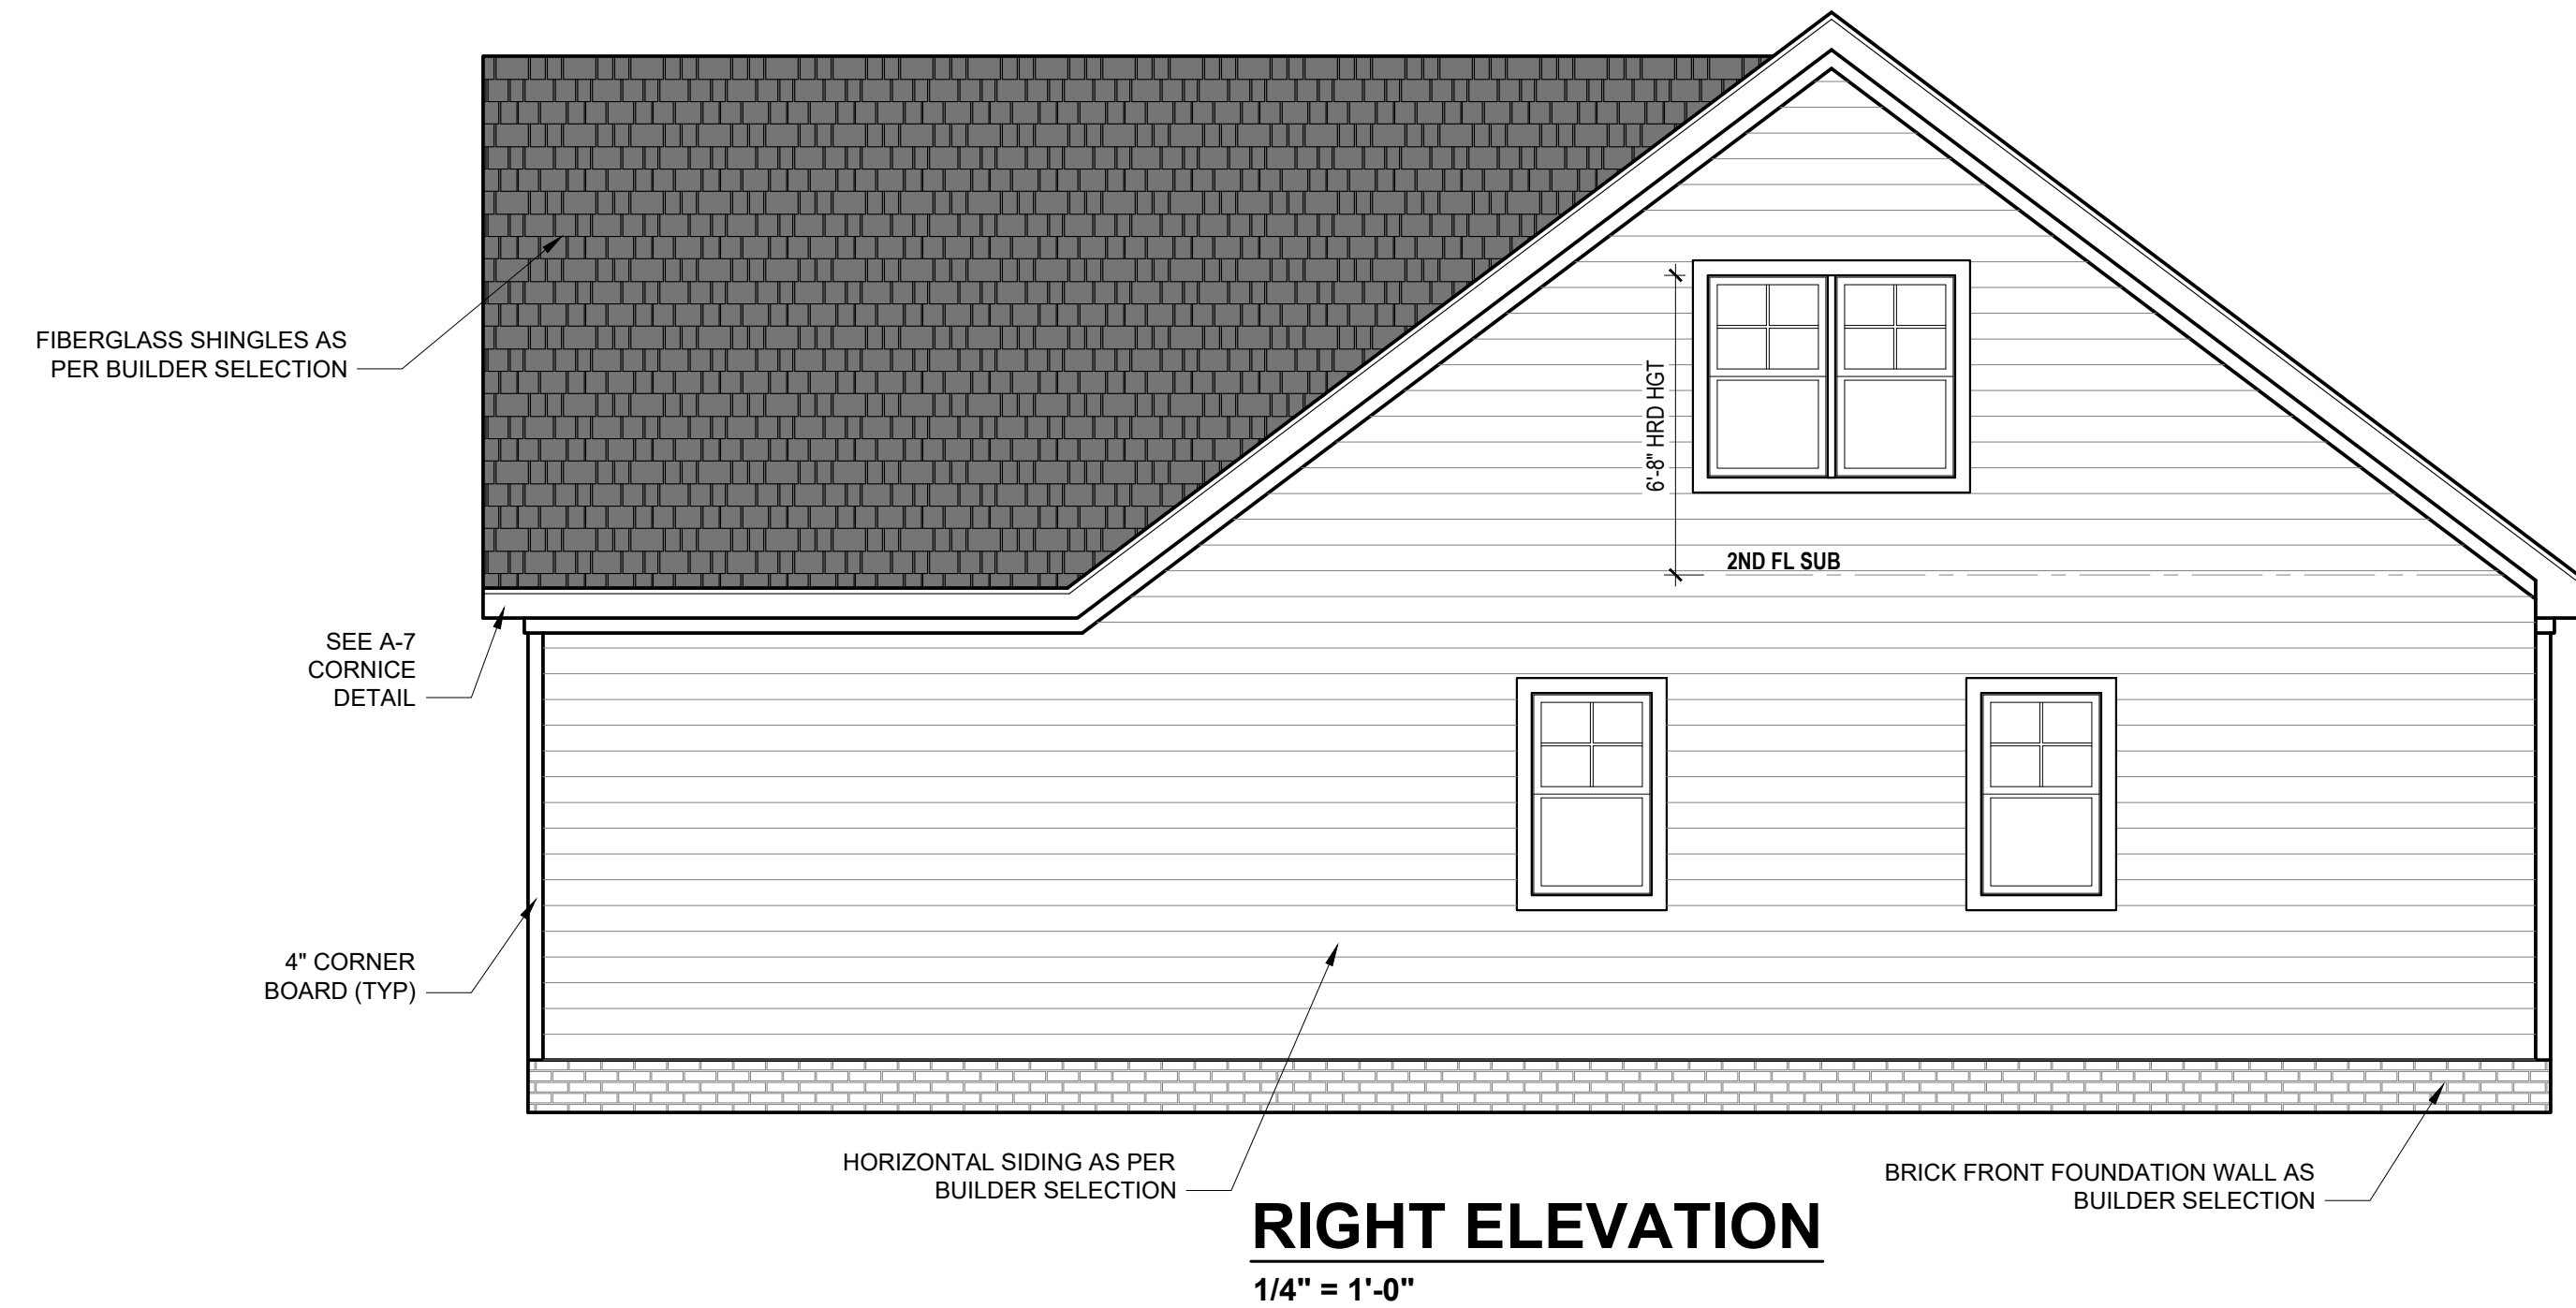 FIBERGLASS SHINGLES AS
PER BUILDER SELECTION
6'-8" HRD HGT
2ND FL SUB
SEE A-7
CORNICE
DETAIL
4" CORNER
BOARD (TYP)
HORIZONTAL SIDING AS PER
BUILDER SELECTION
BRICK FRONT FOUNDATION WALL AS
BUILDER SELECTION
RIGHT ELEVATION
1/4" = 1'-0"